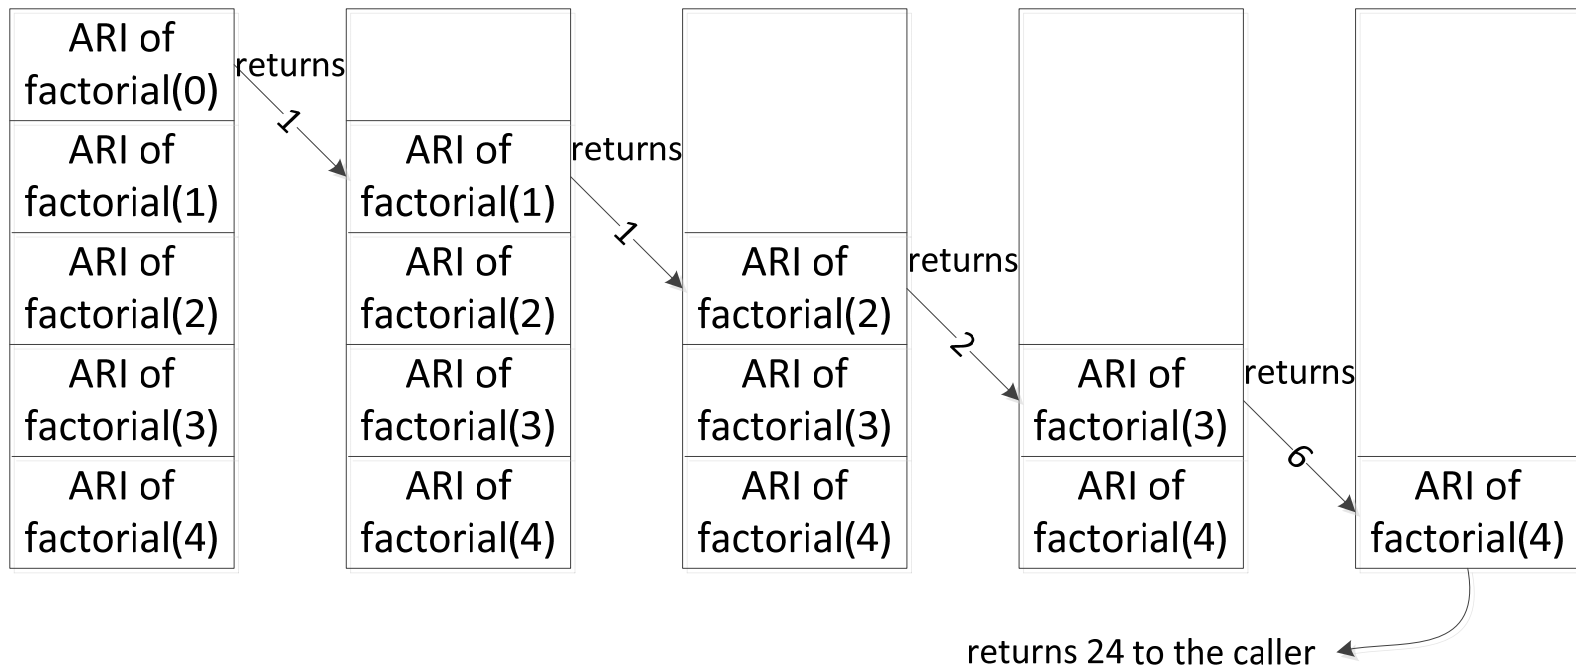 ARI of
factorial(0)
ARI of
factorial(1)
ARI of
factorial(2)
ARI of
factorial(3)
ARI of
factorial(4)
returns
1
ARI of
factorial(1)
ARI of
factorial(2)
ARI of
factorial(3)
ARI of
factorial(4)
returns
1
ARI of
factorial(2)
ARI of
factorial(3)
ARI of
factorial(4)
returns
2
ARI of
factorial(3)
ARI of
factorial(4)
returns
6
ARI of
factorial(4)
returns 24 to the caller